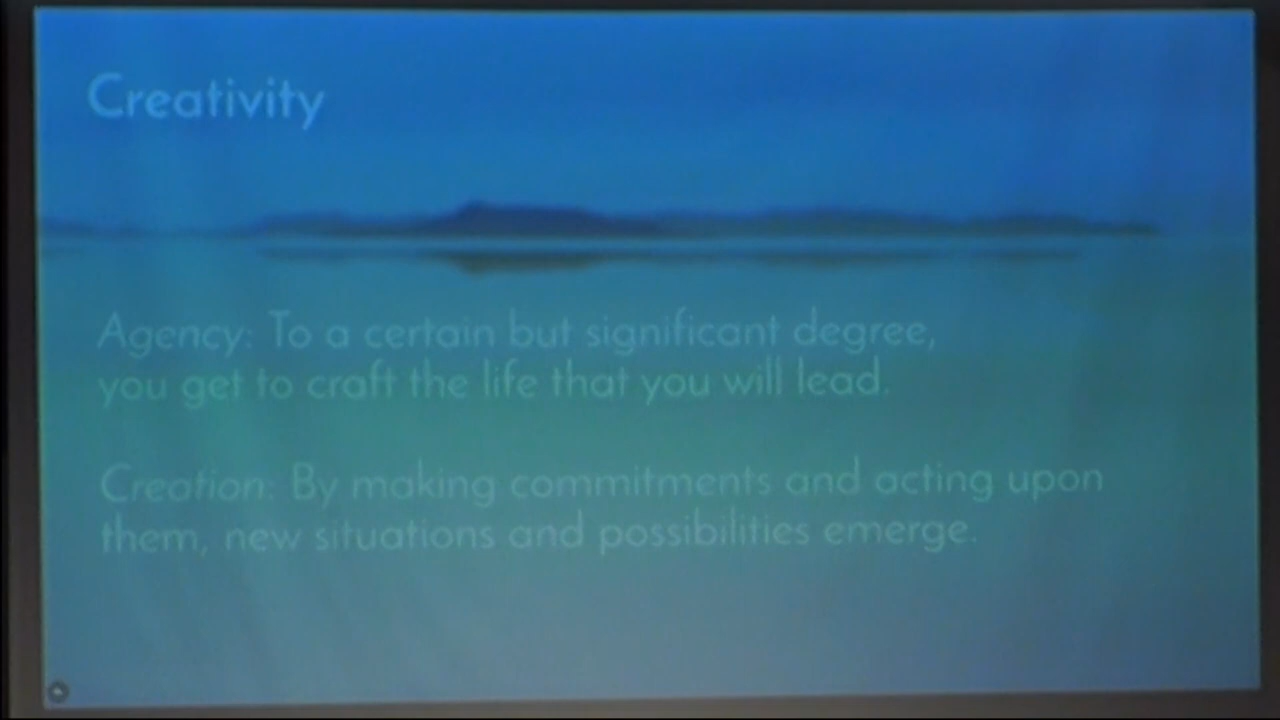 Creativity
Agency: To a certain but significant degree,
you get to craft the life that you will lead.
Creation: By making commitments and acting upon
them, new situations and possibilities emerge.